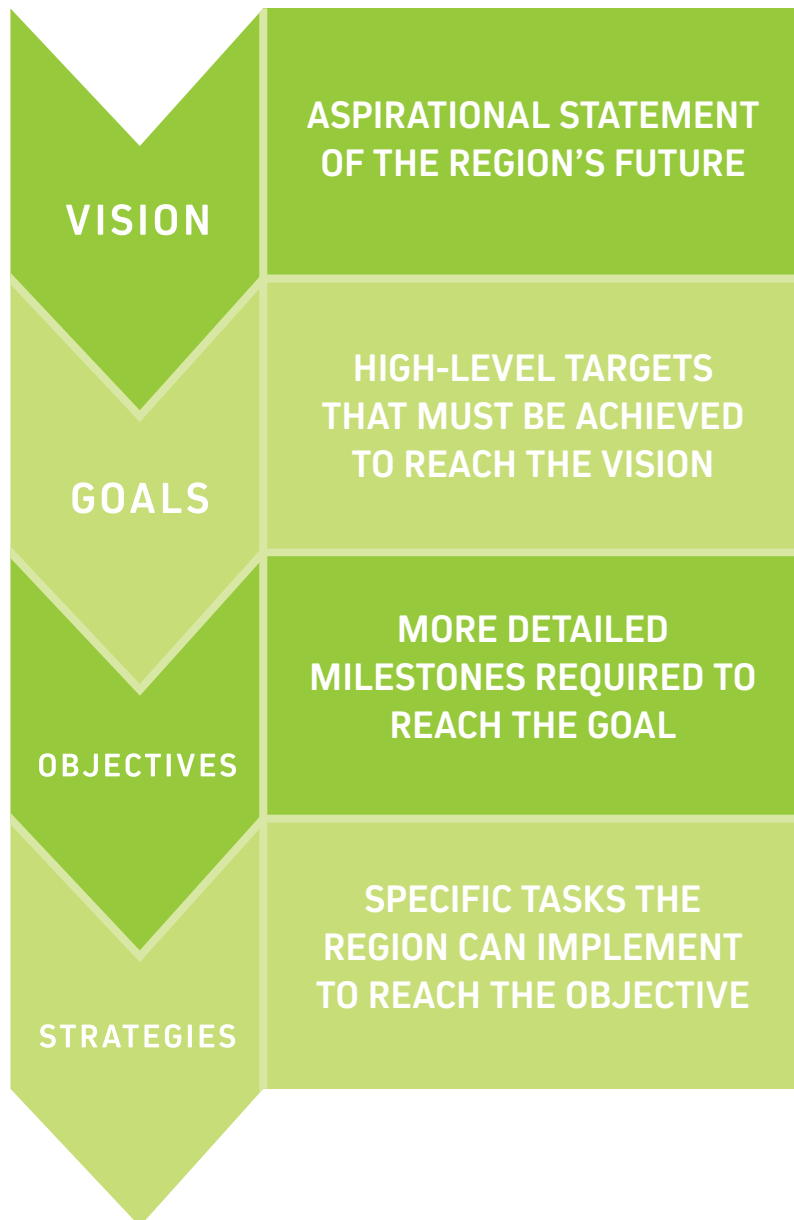 VISION
ASPIRATIONAL STATEMENT
OF THE REGION’S FUTURE
GOALS
HIGH-LEVEL TARGETS
THAT MUST BE ACHIEVED
TO REACH THE VISION
OBJECTIVES
MORE DETAILED
MILESTONES REQUIRED TO
REACH THE GOAL
STRATEGIES
SPECIFIC TASKS THE
REGION CAN IMPLEMENT
TO REACH THE OBJECTIVE